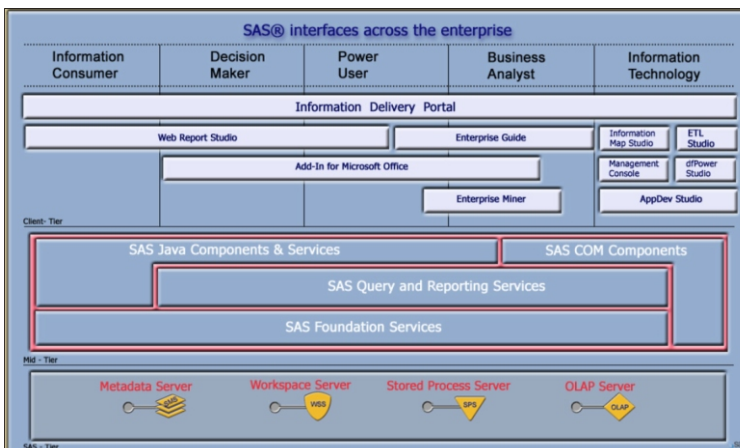 SAS® interfaces across the enterprise
Information Consumer
Decision Maker
Power User
Business Analyst
Information Technology
Information Delivery Portal
Web Report Studio
Enterprise Guide
Information Map Studio
ETL Studio
Add-In for Microsoft Office
Management Console
dfPower Studio
Enterprise Miner
AppDev Studio
Client- Tier
SAS Java Components & Services
SAS COM Components
SAS Query and Reporting Services
SAS Foundation Services
Mid - Tier
Metadata Server
Workspace Server
Stored Process Server
OLAP Server
WSS
SPS
OLAP
SAS - Tier